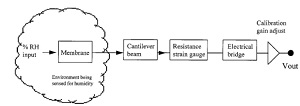 Calibration
gain adjust
% RH
input
Membrane
Cantilever
beam
Resistance
strain gauge
Electrical
bridge
Environment being
sensed for humidity
Vout